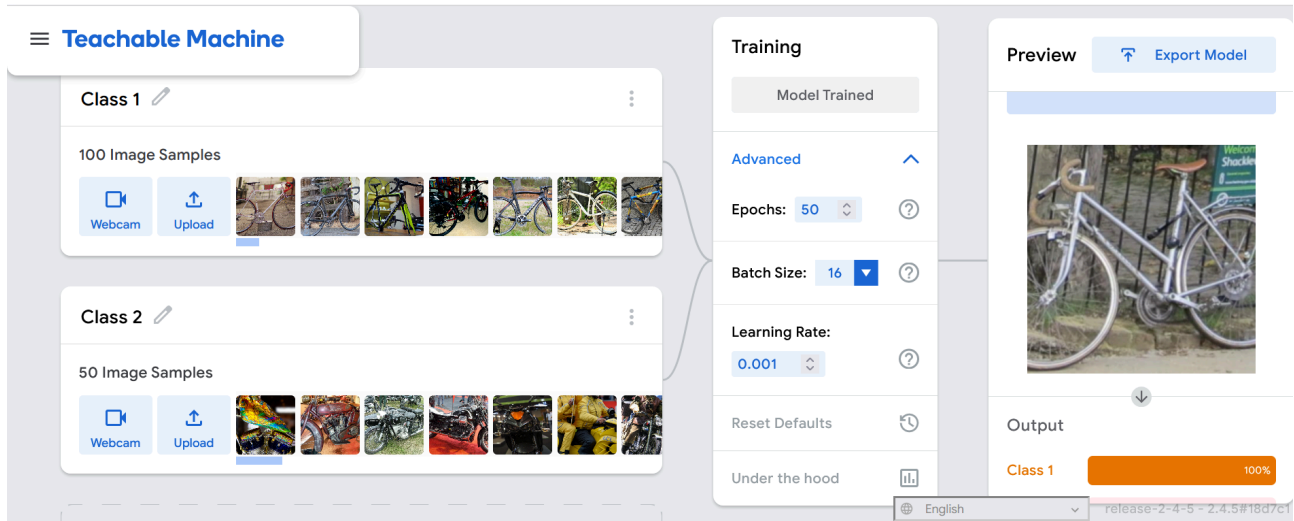 Teachable Machine
Class 1
100 Image Samples
Webcam
Upload
Class 2
50 Image Samples
Webcam
Upload
Training
Model Trained
Advanced
Epochs: 50
Batch Size: 16
Learning Rate:
0.001
Reset Defaults
Under the hood
English
Preview
Export Model
Output
Class 1
100%
release-2-4-5 - 2.4.5#18d7c1